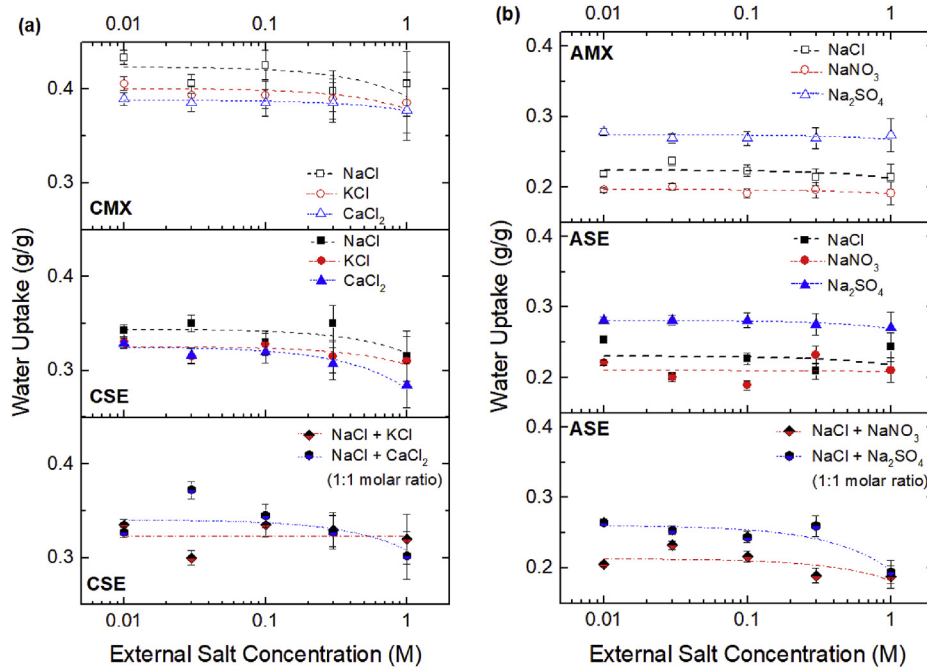 (a)
0.01 0.1 1
0.4
0.3
NaCl
KCl
CaCl₂
CMX
NaCl
KCl
CaCl₂
0.4
0.3
CSE
NaCl + KCl
NaCl + CaCl₂
(1:1 molar ratio)
0.4
0.3
CSE
Water Uptake (g/g)
0.01 0.1 1
External Salt Concentration (M)
(b)
0.01 0.1 1
AMX
0.4
0.3
0.2
NaCl
NaNO₃
Na₂SO₄
ASE
0.4
0.3
0.2
NaCl
NaNO₃
Na₂SO₄
ASE
0.4
0.3
0.2
NaCl + NaNO₃
NaCl + Na₂SO₄
(1:1 molar ratio)
Water Uptake (g/g)
0.01 0.1 1
External Salt Concentration (M)